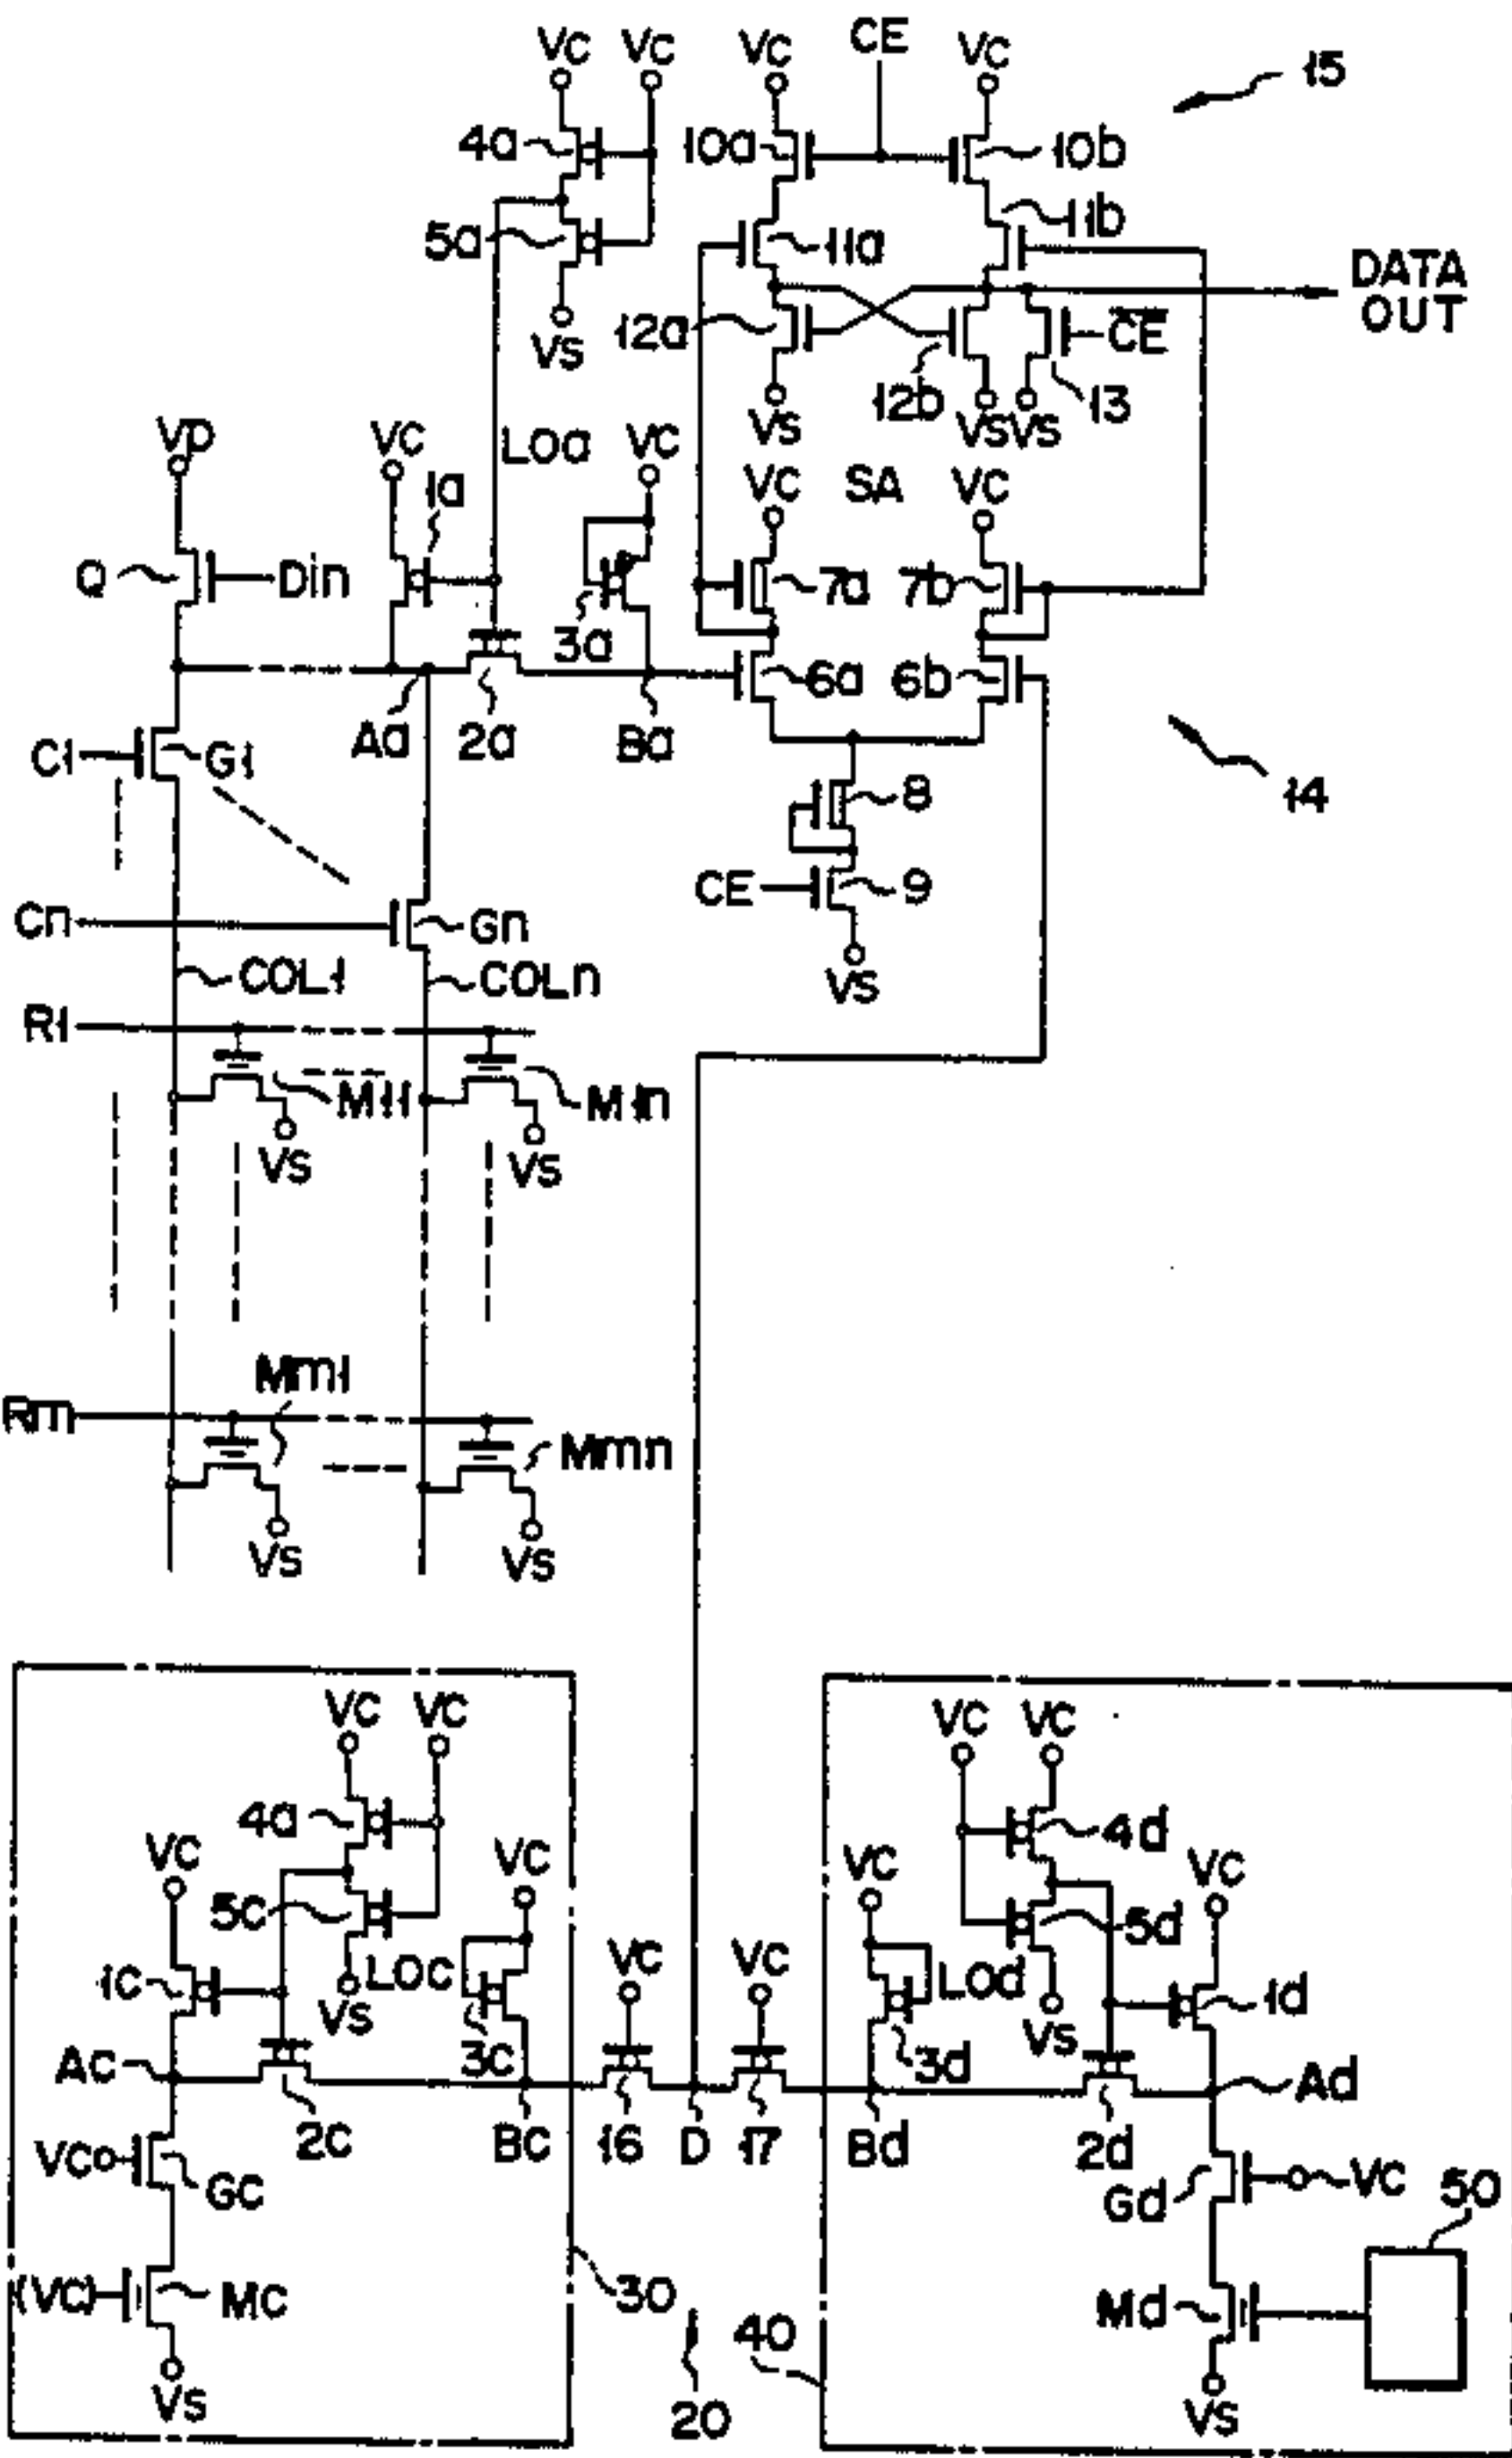 VC VC VC CE VC 15
4a 10a 10b
5a 11a 11b
DATA
OUT
12a CE
VS VS 12b VS VS 13
VP VC LOa VC
1a VC SA VC
Q Din 7a 7b
3a
6a 6b
C1 G1 Aa 2a Ba
8 14
CE 9
Cn Gn
VS
COL1 COLn
R1
M11 M1n
VS VS
Mm1
Rm
Mmn
VS VS
VC VC VC VC
4a 4d
VC VC VC VC
5c 5d
1c LOc VC VC LOd 1d
VS VS
3c 3d
Ac Ad
2c Bc 16 D 17 Bd 2d
VC Gc Gd VC 50
(VC) Mc 30 Md
40
VS 20 VS